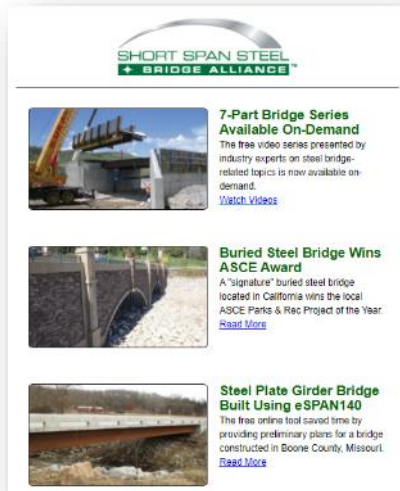 SHORT SPAN STEEL
BRIDGE ALLIANCE™
7-Part Bridge Series
Available On-Demand
The free video series presented by
industry experts on steel bridge-
related topics is now available on-
demand.
Watch Videos
Buried Steel Bridge Wins
ASCE Award
A "signature" buried steel bridge
located in California wins the local
ASCE Parks & Rec Project of the Year.
Read More
Steel Plate Girder Bridge
Built Using eSPAN140
The free online tool saved time by
providing preliminary plans for a bridge
constructed in Boone County, Missouri.
Read More